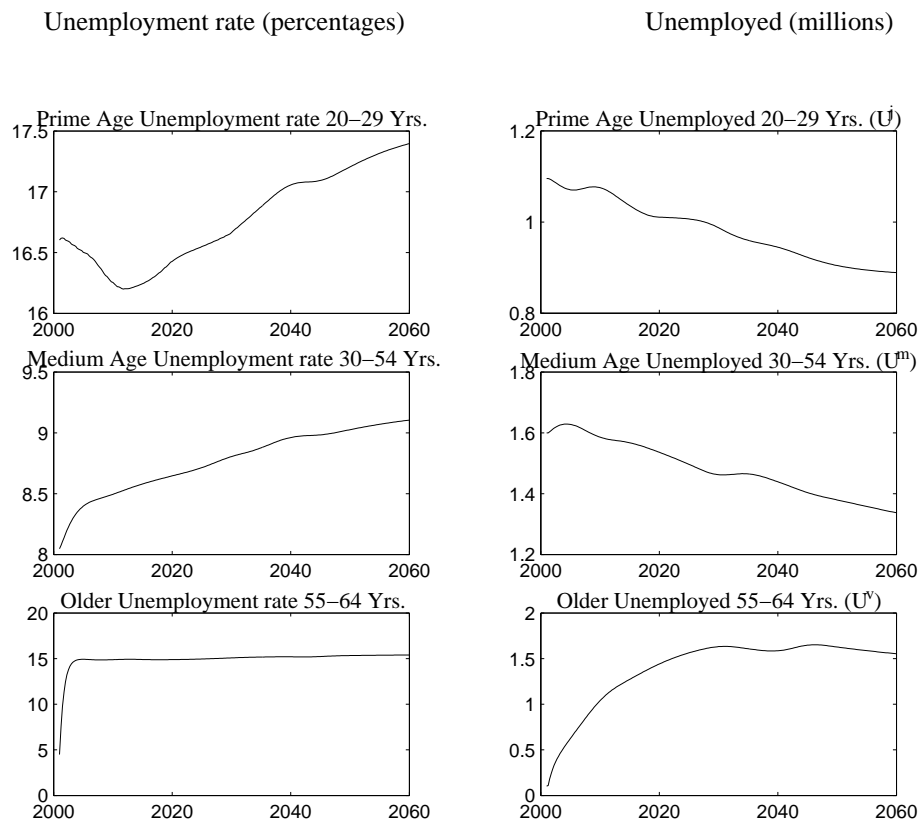 Unemployment rate (percentages)
Unemployed (millions)
Prime Age Unemployment rate 20−29 Yrs.
17.5
17
16.5
16
2000 2020 2040 2060
Prime Age Unemployed 20−29 Yrs. (U^j)
1.2
1
0.8
2000 2020 2040 2060
Medium Age Unemployment rate 30−54 Yrs.
9.5
9
8.5
8
2000 2020 2040 2060
Medium Age Unemployed 30−54 Yrs. (U^m)
1.8
1.6
1.4
1.2
2000 2020 2040 2060
Older Unemployment rate 55−64 Yrs.
20
15
10
5
0
2000 2020 2040 2060
Older Unemployed 55−64 Yrs. (U^v)
2
1.5
1
0.5
0
2000 2020 2040 2060